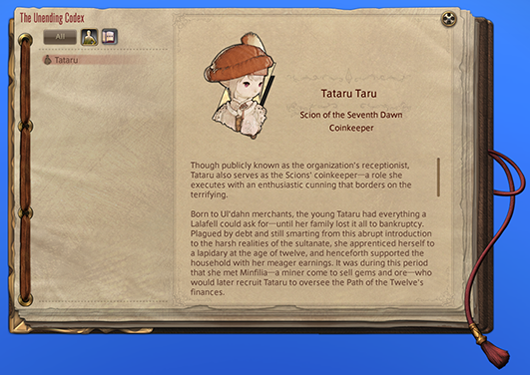 The Unending Codex
All
Tataru
Tataru Taru
Scion of the Seventh Dawn
Coinkeeper
Though publicly known as the organization's receptionist,
Tataru also serves as the Scions' coinkeeper—a role she
executes with an enthusiastic cunning that borders on the
terrifying.
Born to Ul'dahn merchants, the young Tataru had everything a
Lalafell could ask for—until her family lost it all to bankruptcy.
Plagued by debt and still smarting from this abrupt introduction
to the harsh realities of the sultanate, she apprenticed herself to
a lapidary at the age of twelve, and henceforth supported the
household with her meager earnings. It was during this period
that she met Minfilia—a miner come to sell gems and ore—who
would later recruit Tataru to oversee the Path of the Twelve's
finances.